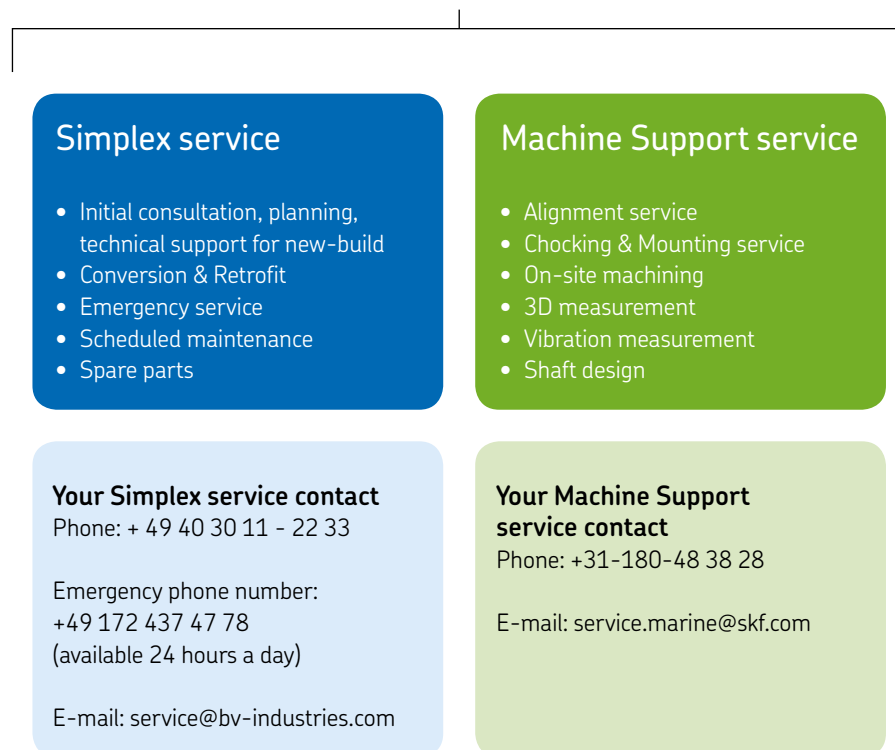 Simplex service
• Initial consultation, planning,
technical support for new-build
• Conversion & Retrofit
• Emergency service
• Scheduled maintenance
• Spare parts
Machine Support service
• Alignment service
• Chocking & Mounting service
• On-site machining
• 3D measurement
• Vibration measurement
• Shaft design
Your Simplex service contact
Phone: + 49 40 30 11 - 22 33
Emergency phone number:
+49 172 437 47 78
(available 24 hours a day)
E-mail: service@bv-industries.com
Your Machine Support
service contact
Phone: +31-180-48 38 28
E-mail: service.marine@skf.com